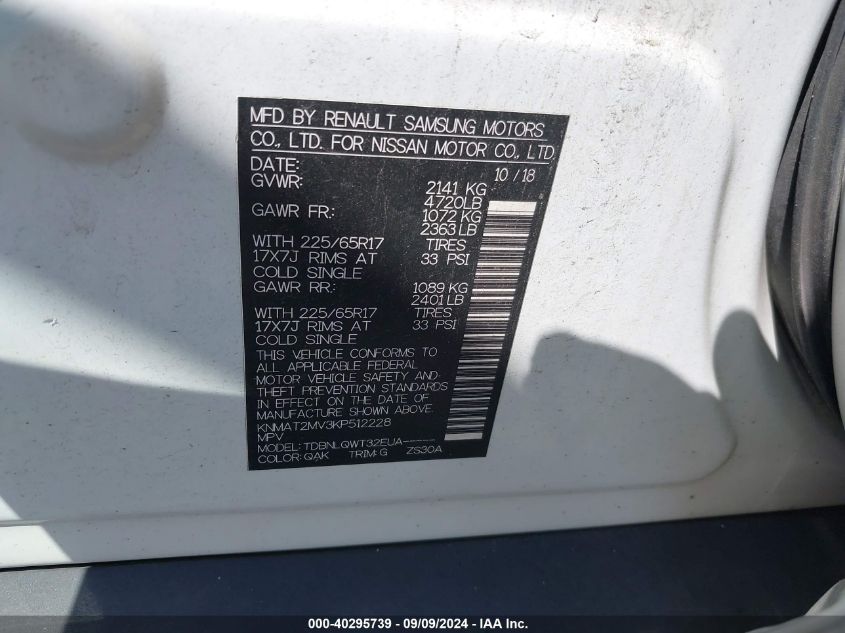 MFD BY RENAULT SAMSUNG MOTORS
CO., LTD. FOR NISSAN MOTOR CO., LTD.
DATE: 10 / 18
GVWR: 2141 KG
4720LB
GAWR FR: 1072 KG
2363 LB
WITH 225/65R17 TIRES
17X7J RIMS AT 33 PSI
COLD SINGLE
GAWR RR: 1089 KG
2401 LB
WITH 225/65R17 TIRES
17X7J RIMS AT 33 PSI
COLD SINGLE
THIS VEHICLE CONFORMS TO
ALL APPLICABLE FEDERAL
MOTOR VEHICLE SAFETY AND
THEFT PREVENTION STANDARDS
IN EFFECT ON THE DATE OF
MANUFACTURE SHOWN ABOVE.
KNMAT2MV3KP512228
MPV
MODEL: TDBNLQWT32EUA-----
COLOR: QAK TRIM: G ZS30A
000-40295739 - 09/09/2024 - IAA Inc.